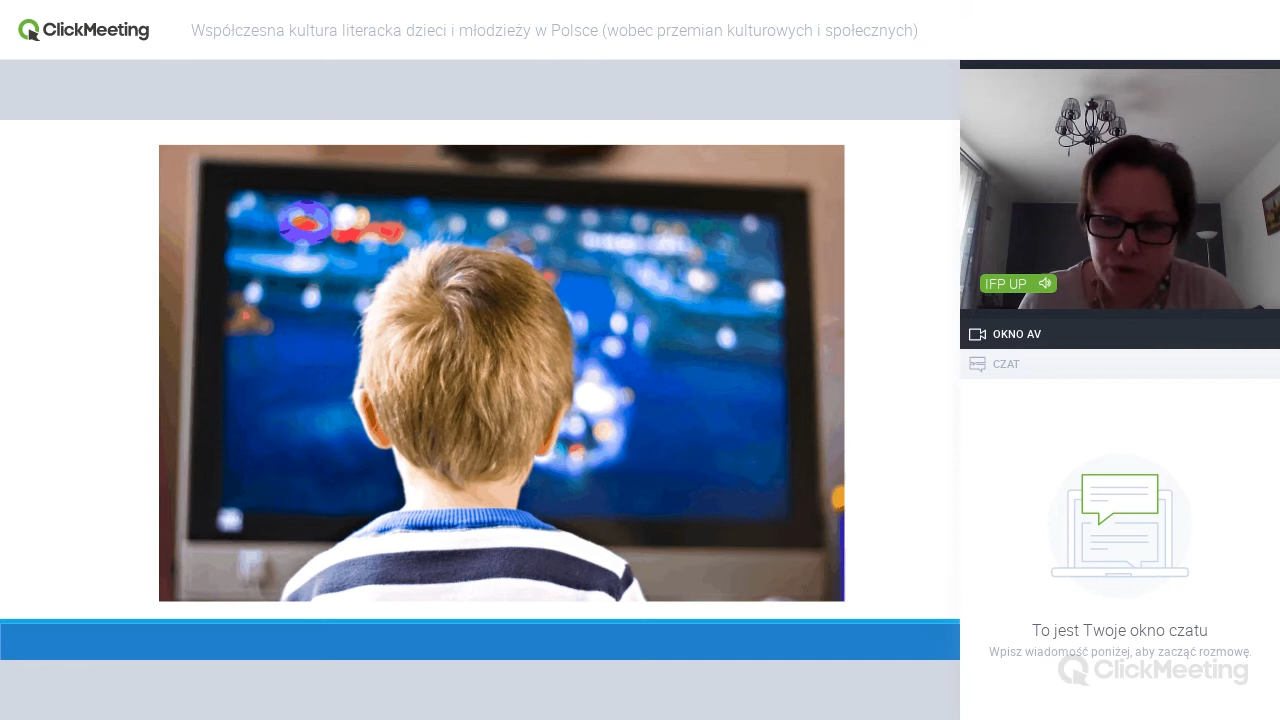 ClickMeeting
Współczesna kultura literacka dzieci i młodzieży w Polsce (wobec przemian kulturowych i społecznych)
IFP UP
OKNO AV
CZAT
To jest Twoje okno czatu
Wpisz wiadomość poniżej, aby zacząć rozmowę.
ClickMeeting